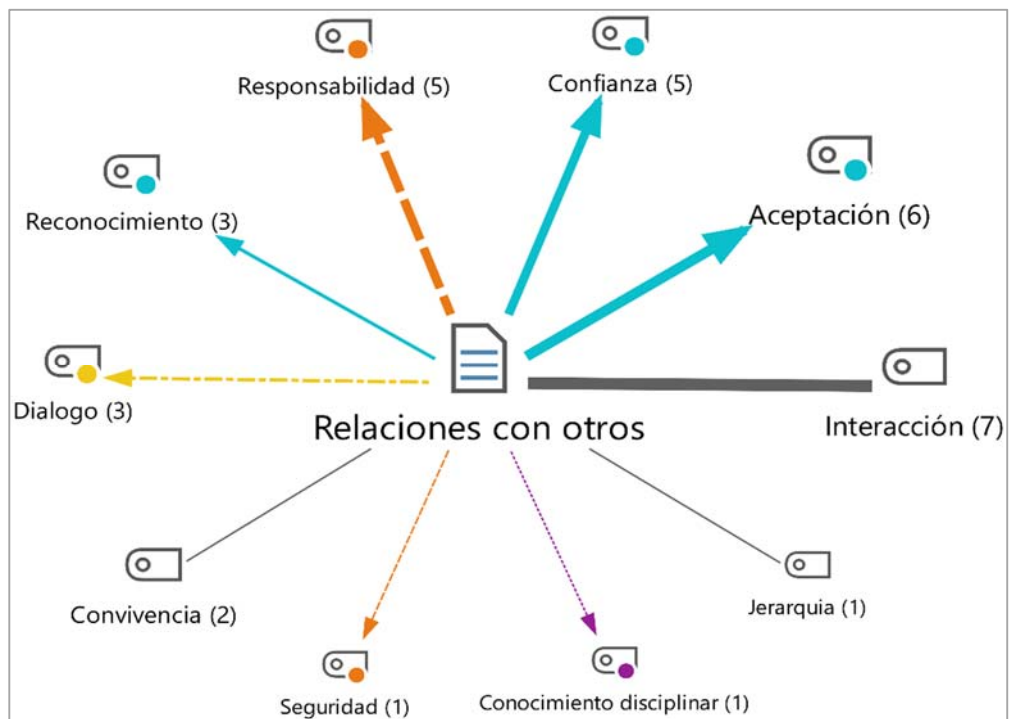 Responsabilidad (5)
Confianza (5)
Reconocimiento (3)
Aceptación (6)
Dialogo (3)
Relaciones con otros
Interacción (7)
Convivencia (2)
Jerarquia (1)
Seguridad (1)
Conocimiento disciplinar (1)